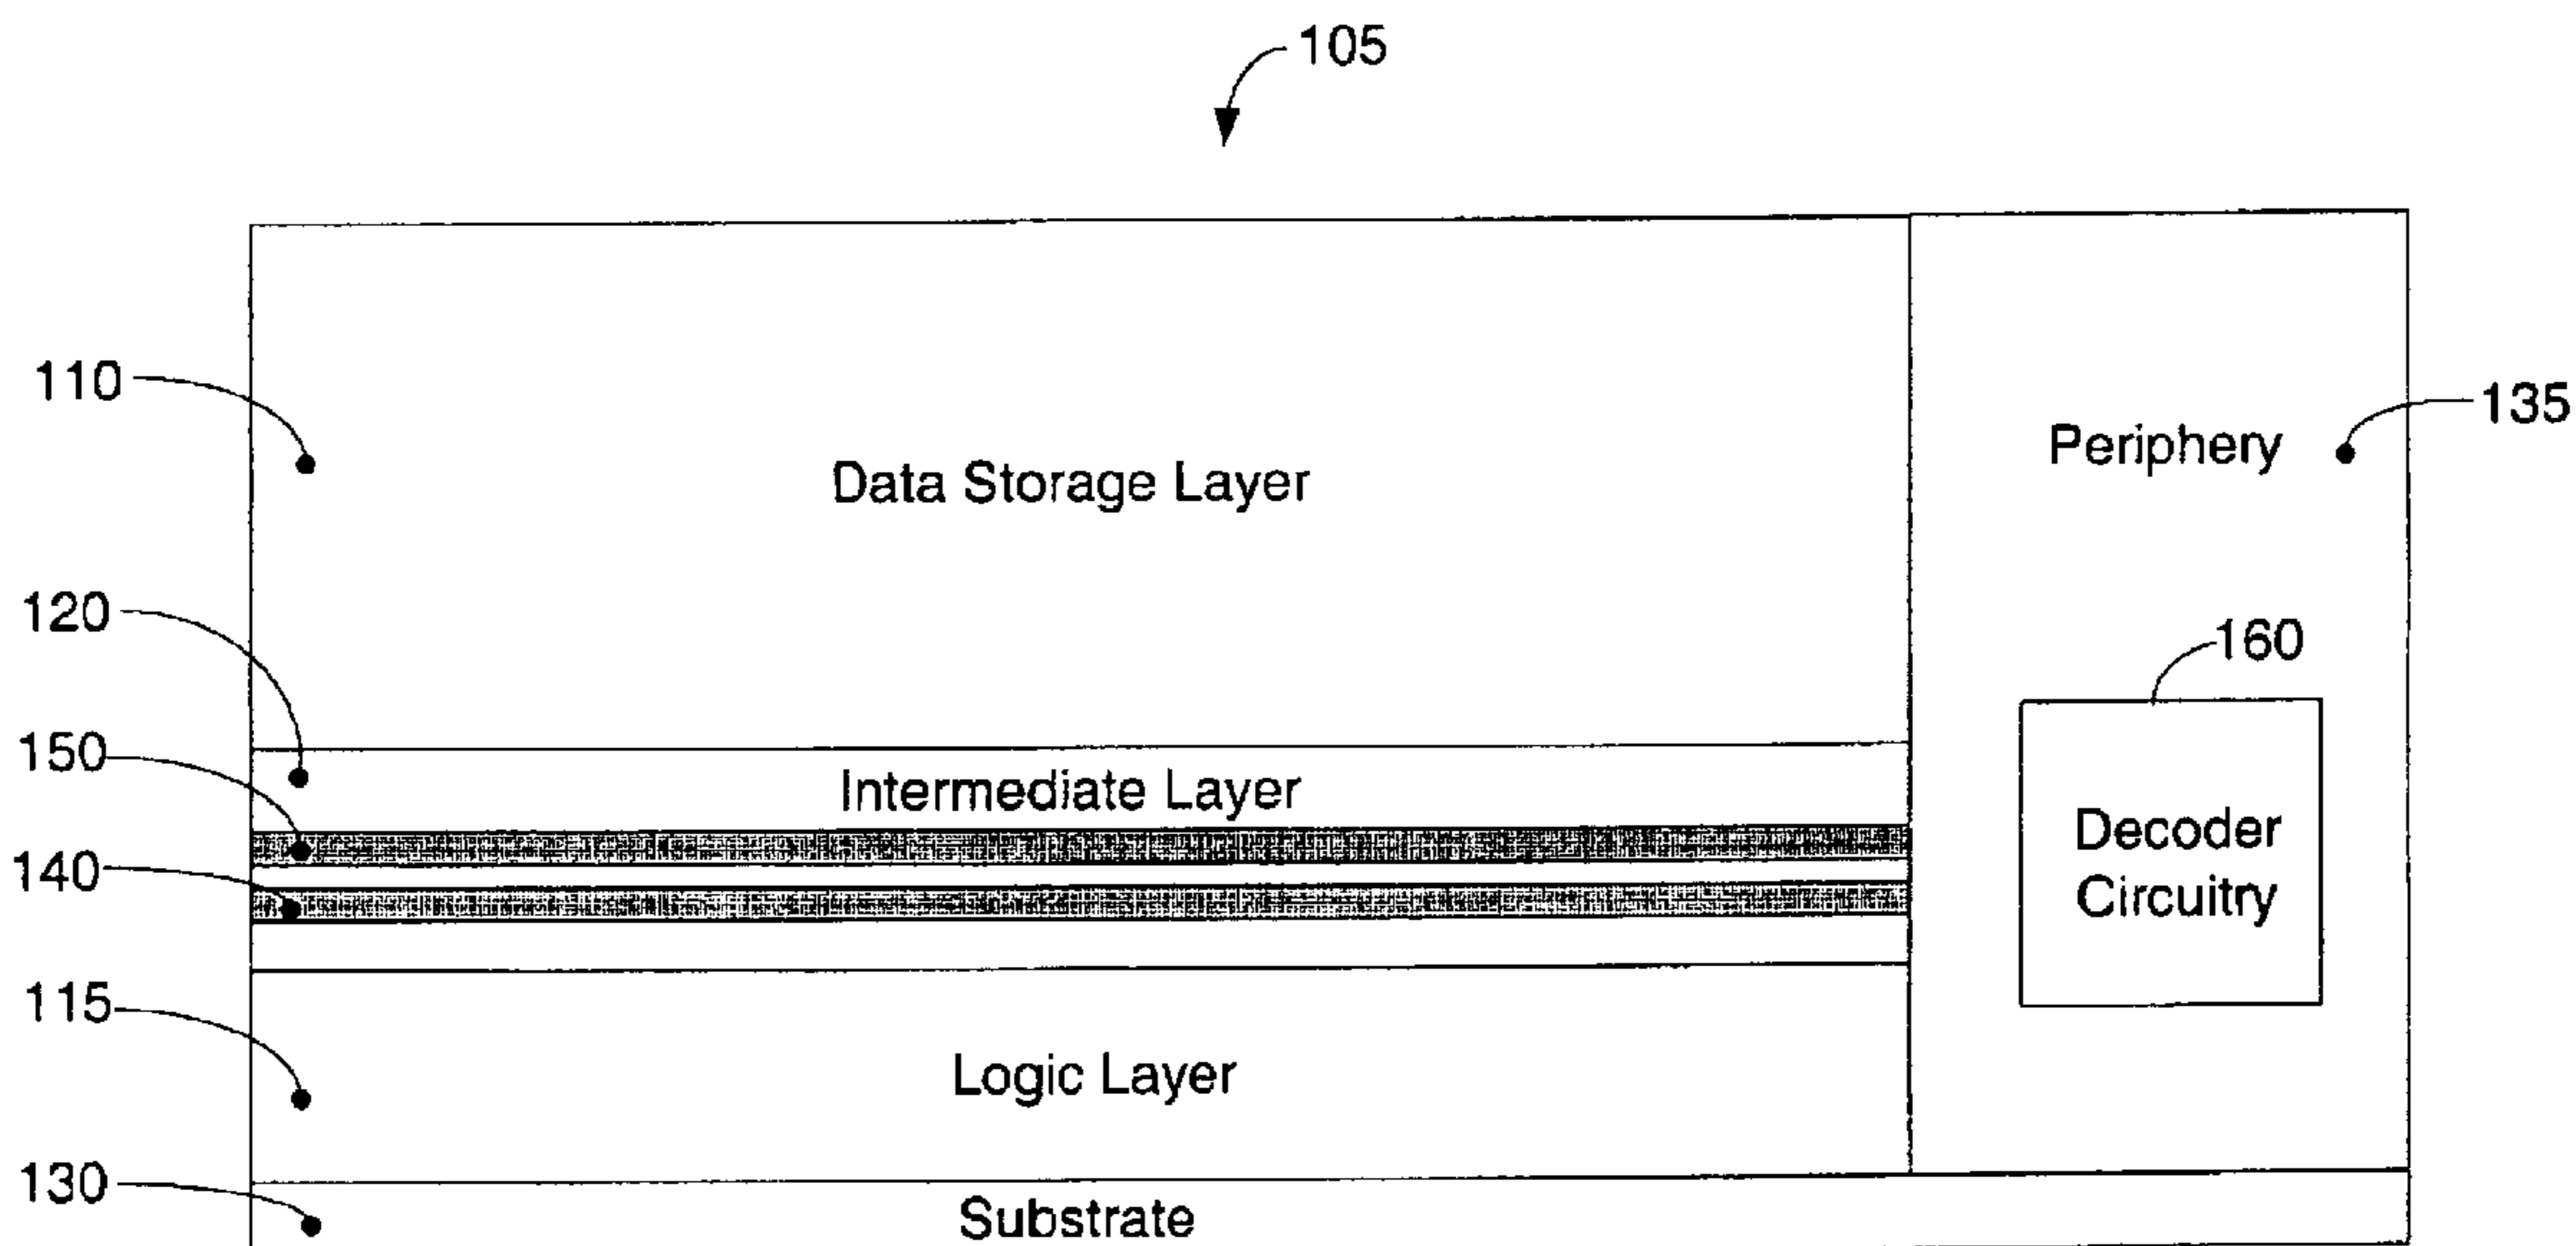 105
110
Data Storage Layer
Periphery
135
120
160
150
Intermediate Layer
Decoder
Circuitry
140
115
Logic Layer
130
Substrate